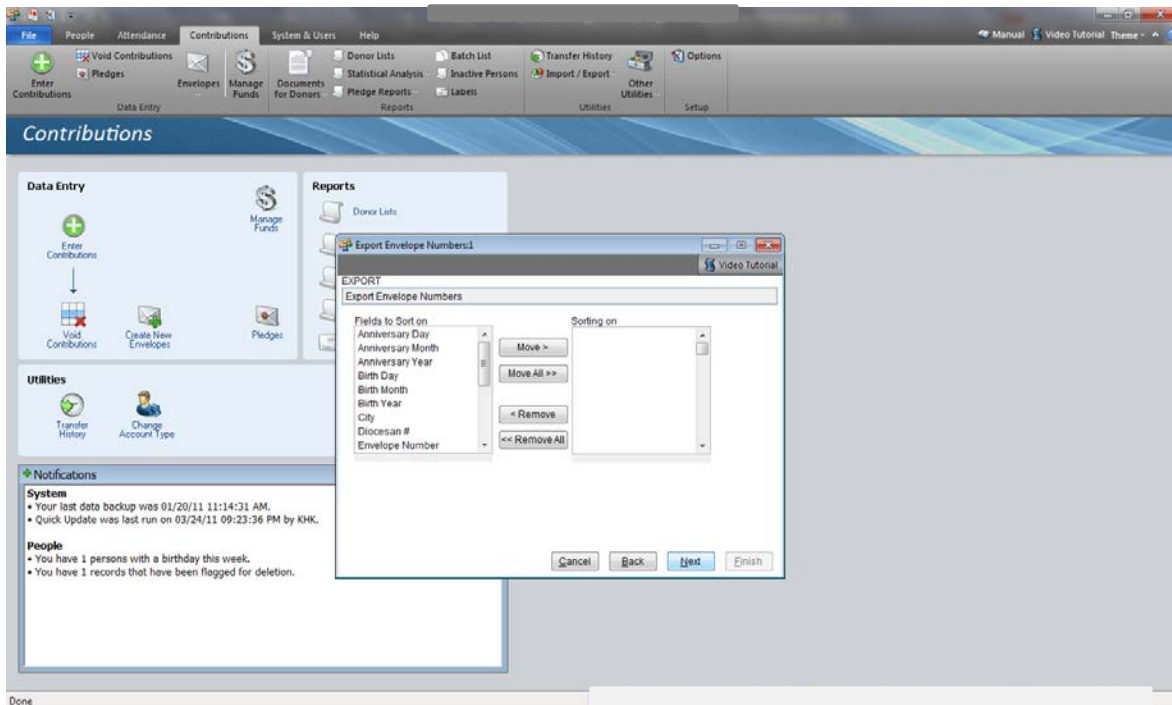 File People Attendance Contributions System & Users Help Manual Video Tutorial Theme
Void Contributions Donor Lists Batch List Transfer History Options
Pledges Statistical Analysis Inactive Persons Import / Export
Enter Contributions Envelopes Manage Funds Documents for Donors Pledge Reports Labels Other Utilities
Data Entry Reports Utilities Setup
Contributions
Data Entry
Manage Funds
Enter Contributions
Void Contributions
Create New Envelopes
Pledges
Reports
Donor Lists
Utilities
Transfer History
Change Account Type
Notifications
System
• Your last data backup was 01/20/11 11:14:31 AM.
• Quick Update was last run on 03/24/11 09:23:36 PM by KHK.
People
• You have 1 persons with a birthday this week.
• You have 1 records that have been flagged for deletion.
Export Envelope Numbers:1
Video Tutorial
EXPORT
Export Envelope Numbers
Fields to Sort on
Anniversary Day
Anniversary Month
Anniversary Year
Birth Day
Birth Month
Birth Year
City
Diocesan #
Envelope Number
Move >
Move All >>
< Remove
<< Remove All
Sorting on
Cancel Back Next Finish
Done